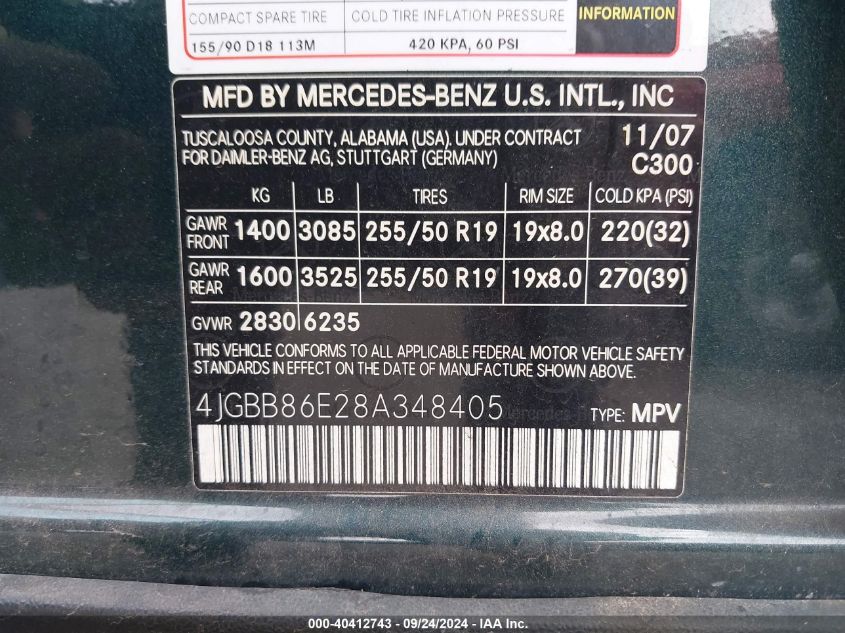 COMPACT SPARE TIRE COLD TIRE INFLATION PRESSURE INFORMATION
155/90 D18 113M 420 KPA, 60 PSI
MFD BY MERCEDES-BENZ U.S. INTL., INC
TUSCALOOSA COUNTY, ALABAMA (USA). UNDER CONTRACT 11/07
FOR DAIMLER-BENZ AG, STUTTGART (GERMANY) C300
KG LB TIRES RIM SIZE COLD KPA (PSI)
GAWR FRONT 1400 3085 255/50 R19 19x8.0 220(32)
GAWR REAR 1600 3525 255/50 R19 19x8.0 270(39)
GVWR 2830 6235
THIS VEHICLE CONFORMS TO ALL APPLICABLE FEDERAL MOTOR VEHICLE SAFETY
STANDARDS IN EFFECT ON THE DATE OF MANUFACTURE SHOWN ABOVE.
4JGBB86E28A348405 TYPE: MPV
000-40412743 - 09/24/2024 - IAA Inc.